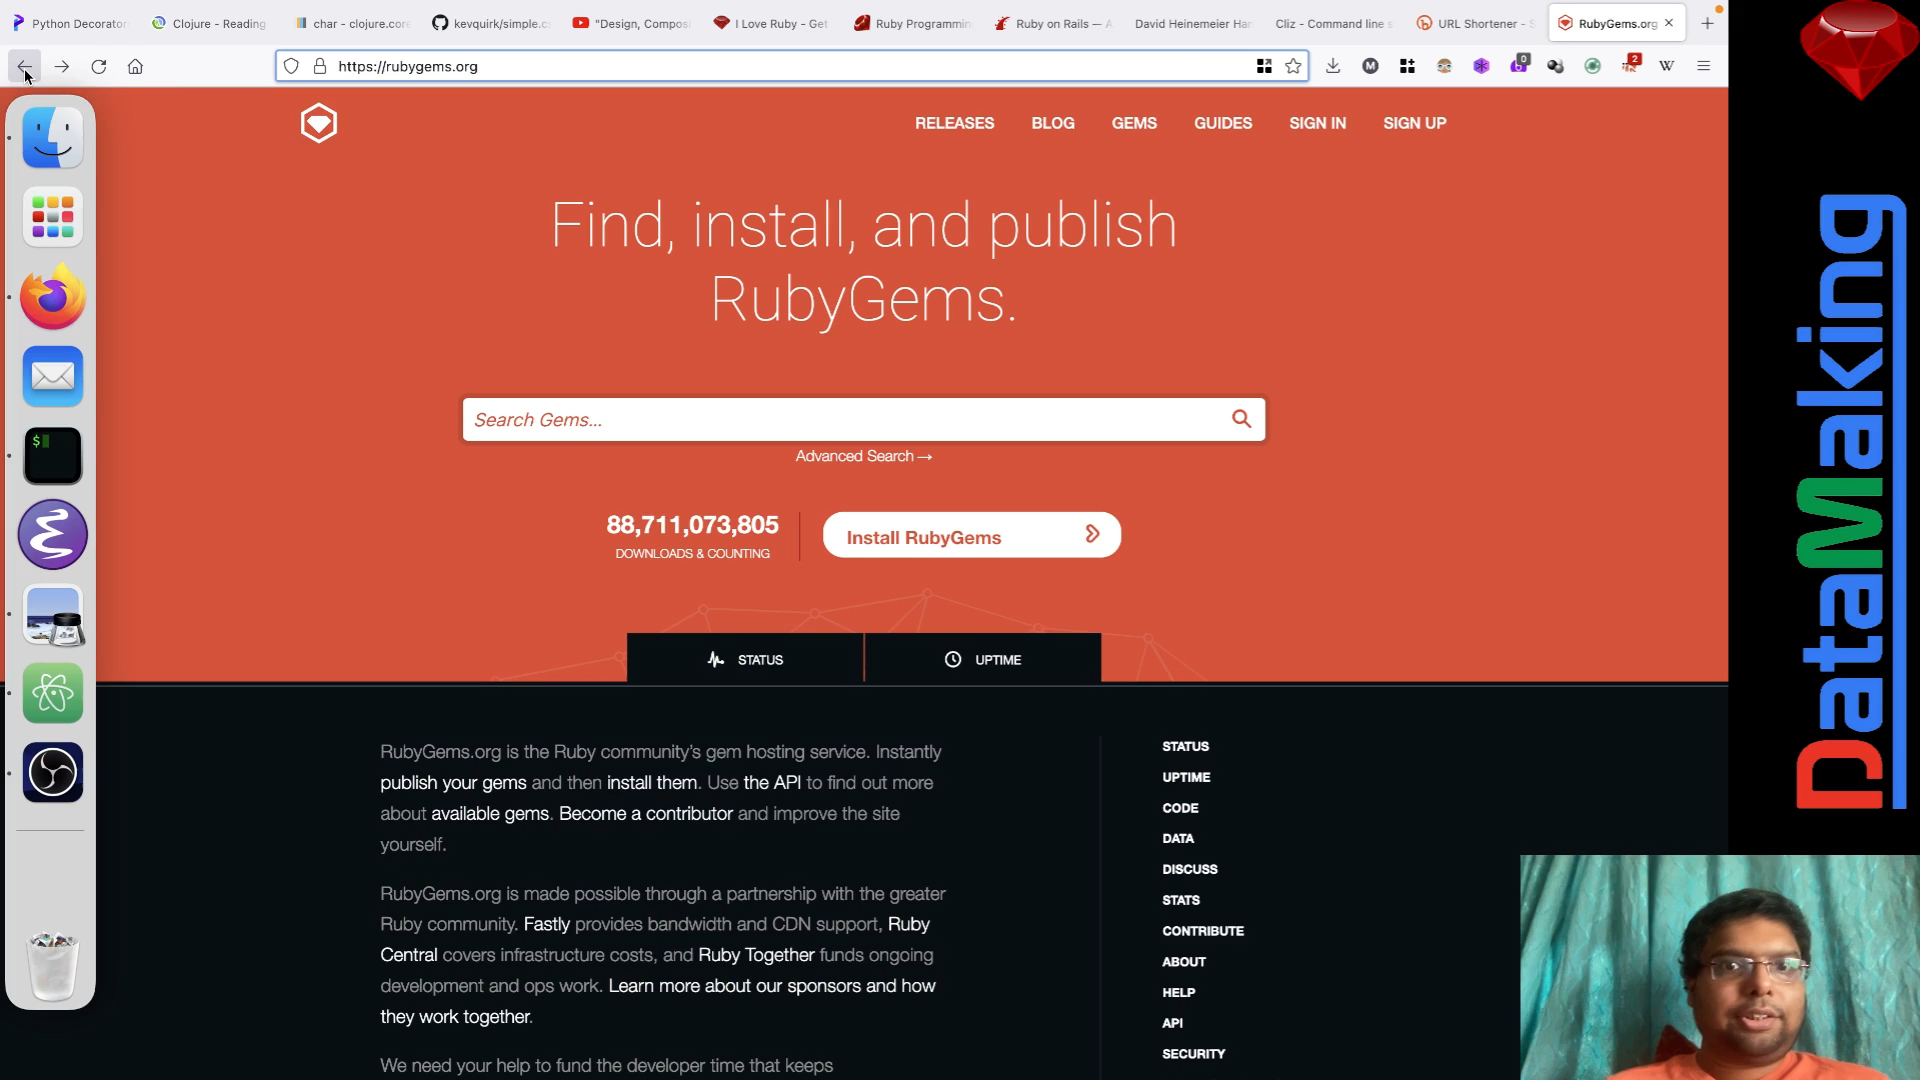 Python Decorator
Clojure - Reading
char - clojure.core
kevquirk/simple.c
"Design, Compos
I Love Ruby - Get
Ruby Programmin
Ruby on Rails — A
David Heinemeier Han
Cliz - Command line s
URL Shortener - S
RubyGems.org
https://rubygems.org
M
0
2
W
RELEASES
BLOG
GEMS
GUIDES
SIGN IN
SIGN UP
Find, install, and publish
RubyGems.
Search Gems...
Advanced Search →
88,711,073,805
DOWNLOADS & COUNTING
Install RubyGems
STATUS
UPTIME
RubyGems.org is the Ruby community's gem hosting service. Instantly
publish your gems and then install them. Use the API to find out more
about available gems. Become a contributor and improve the site
yourself.
RubyGems.org is made possible through a partnership with the greater
Ruby community. Fastly provides bandwidth and CDN support, Ruby
Central covers infrastructure costs, and Ruby Together funds ongoing
development and ops work. Learn more about our sponsors and how
they work together.
We need your help to fund the developer time that keeps
STATUS
UPTIME
CODE
DATA
DISCUSS
STATS
CONTRIBUTE
ABOUT
HELP
API
SECURITY
$
DataMaking